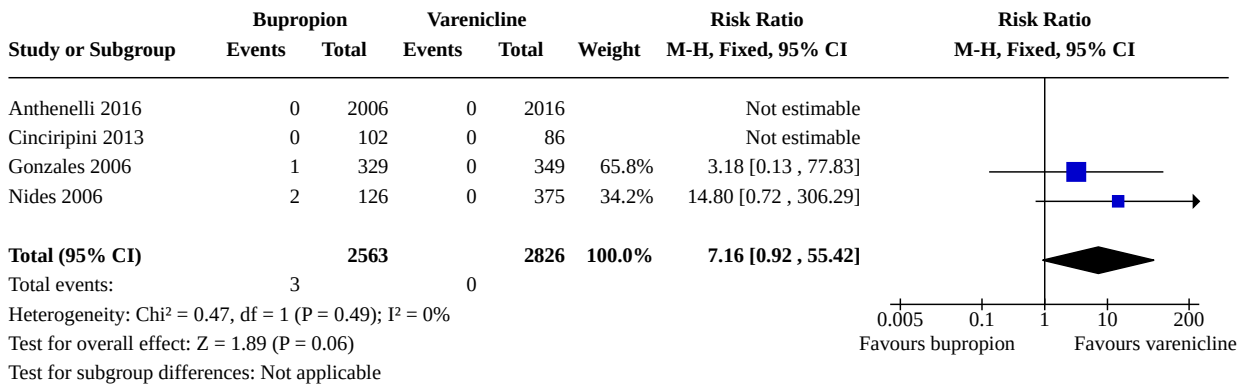 Bupropion Varenicline Risk Ratio Risk Ratio
Study or Subgroup Events Total Events Total Weight M-H, Fixed, 95% CI M-H, Fixed, 95% CI
Anthenelli 2016 0 2006 0 2016 Not estimable
Cinciripini 2013 0 102 0 86 Not estimable
Gonzales 2006 1 329 0 349 65.8% 3.18 [0.13 , 77.83]
Nides 2006 2 126 0 375 34.2% 14.80 [0.72 , 306.29]
Total (95% CI) 2563 2826 100.0% 7.16 [0.92 , 55.42]
Total events: 3 0
Heterogeneity: Chi² = 0.47, df = 1 (P = 0.49); I² = 0%
0.005 0.1 1 10 200
Test for overall effect: Z = 1.89 (P = 0.06) Favours bupropion Favours varenicline
Test for subgroup differences: Not applicable